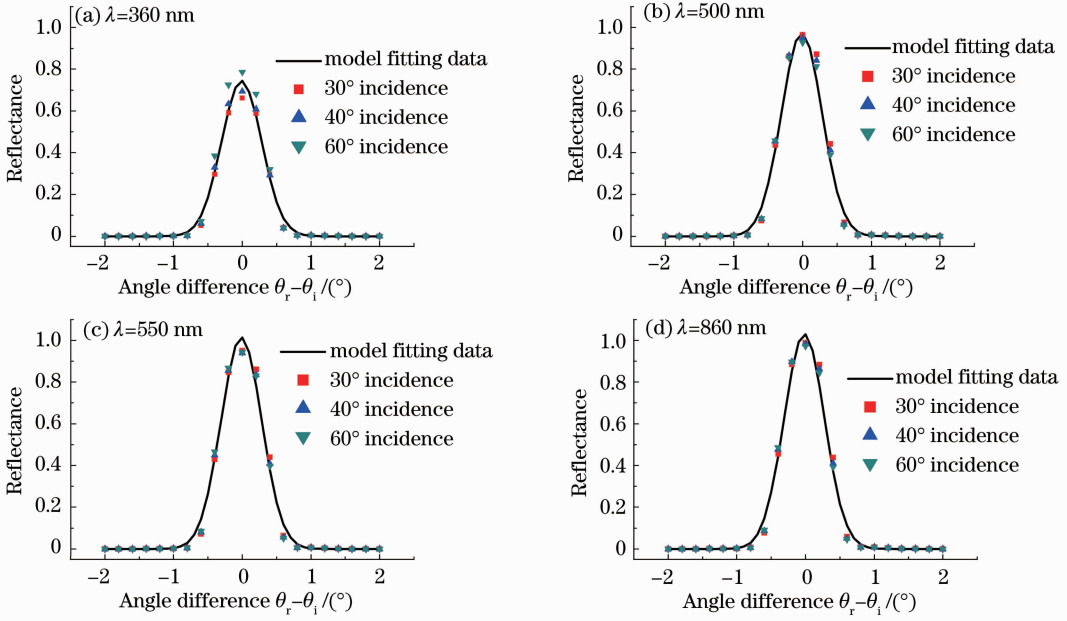 (a) λ=360 nm
1.0
0.8
0.6
0.4
0.2
0
Reflectance
model fitting data
30° incidence
40° incidence
60° incidence
−2 −1 0 1 2
Angle difference θr−θi /(°)
(b) λ=500 nm
1.0
0.8
0.6
0.4
0.2
0
Reflectance
model fitting data
30° incidence
40° incidence
60° incidence
−2 −1 0 1 2
Angle difference θr−θi /(°)
(c) λ=550 nm
1.0
0.8
0.6
0.4
0.2
0
Reflectance
model fitting data
30° incidence
40° incidence
60° incidence
−2 −1 0 1 2
Angle difference θr−θi /(°)
(d) λ=860 nm
1.0
0.8
0.6
0.4
0.2
0
Reflectance
model fitting data
30° incidence
40° incidence
60° incidence
−2 −1 0 1 2
Angle difference θr−θi /(°)